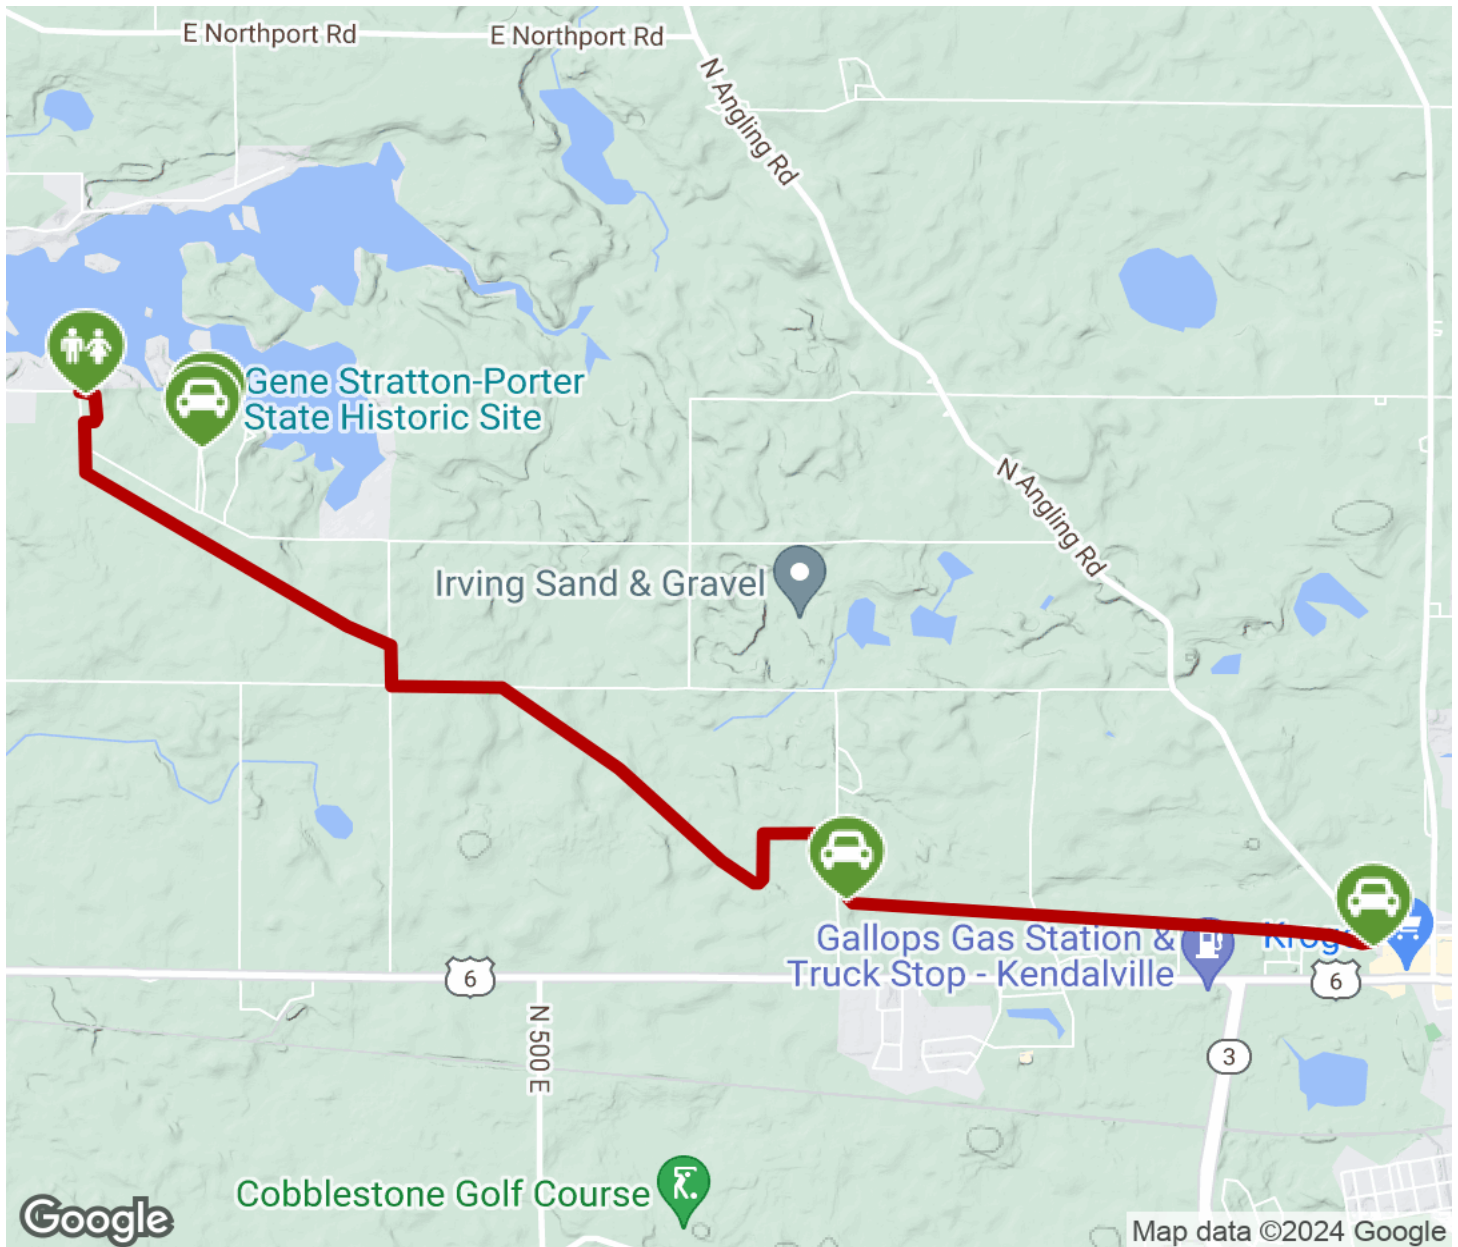 E Northport Rd
E Northport Rd
N Angling Rd
Gene Stratton-Porter
State Historic Site
N Angling Rd
Irving Sand & Gravel
Gallops Gas Station &
Truck Stop - Kendalville
6
6
N 500 E
3
Cobblestone Golf Course
Google
Map data ©2024 Google